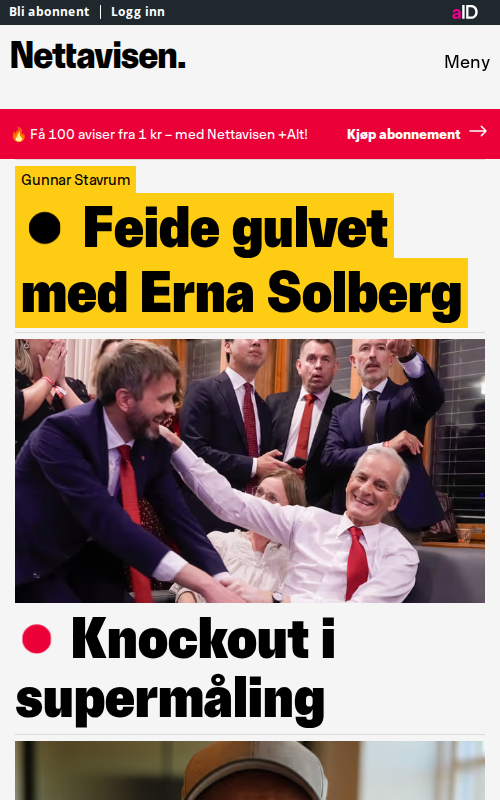 Bli abonnent | Logg inn
aID
Nettavisen.
Meny
🔥 Få 100 aviser fra 1 kr – med Nettavisen +Alt!
Kjøp abonnement →
Gunnar Stavrum
● Feide gulvet
med Erna Solberg
● Knockout i
supermåling